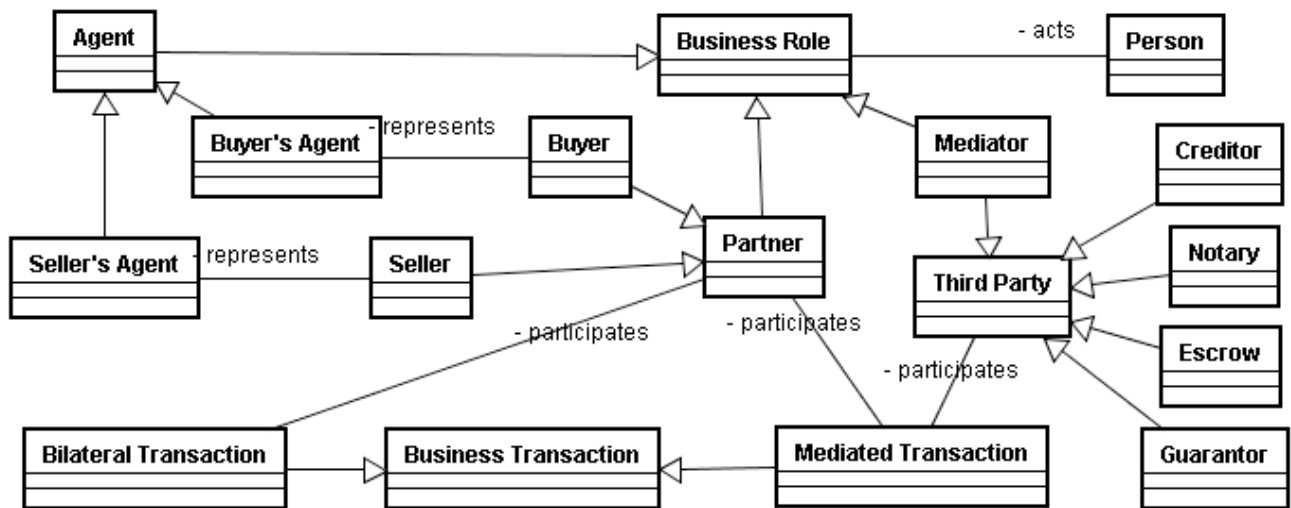 Agent
Business Role
- acts
Person
Buyer's Agent
- represents
Buyer
Mediator
Creditor
Seller's Agent
- represents
Seller
Partner
Third Party
Notary
- participates
- participates
- participates
Escrow
Bilateral Transaction
Business Transaction
Mediated Transaction
Guarantor